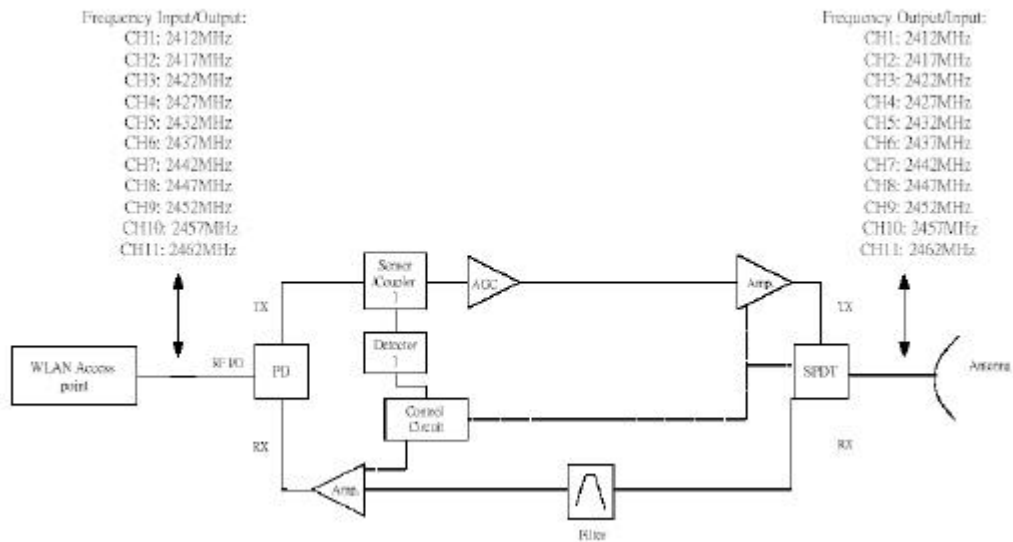 Frequency Input/Output:
CH1: 2412MHz
CH2: 2417MHz
CH3: 2422MHz
CH4: 2427MHz
CH5: 2432MHz
CH6: 2437MHz
CH7: 2442MHz
CH8: 2447MHz
CH9: 2452MHz
CH10: 2457MHz
CH11: 2462MHz
Frequency Output/Input:
CH1: 2412MHz
CH2: 2417MHz
CH3: 2422MHz
CH4: 2427MHz
CH5: 2432MHz
CH6: 2437MHz
CH7: 2442MHz
CH8: 2447MHz
CH9: 2452MHz
CH10: 2457MHz
CH11: 2462MHz
Sensor
/Coupler
1
AGC
Amp.
TX
TX
Detector
1
WLAN Access
point
RF I/O
PD
SPDT
Antenna
Control
Circuit
RX
RX
Amp.
Filter